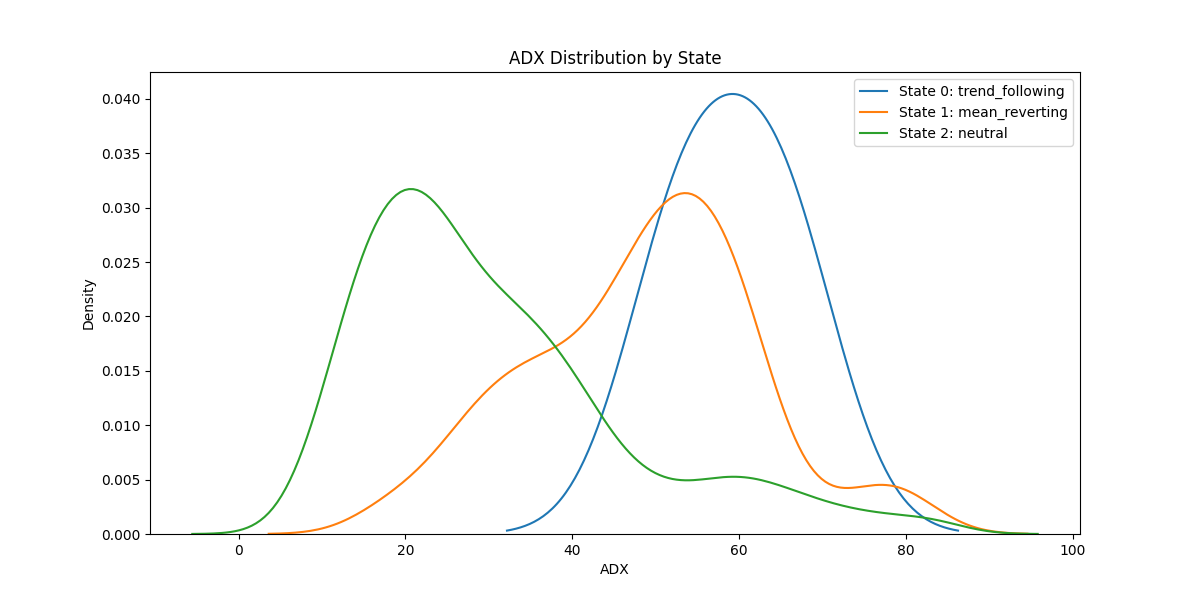 ADX Distribution by State
State 0: trend_following
State 1: mean_reverting
State 2: neutral
0.040
0.035
0.030
0.025
0.020
0.015
0.010
0.005
0.000
Density
0 20 40 60 80 100
ADX